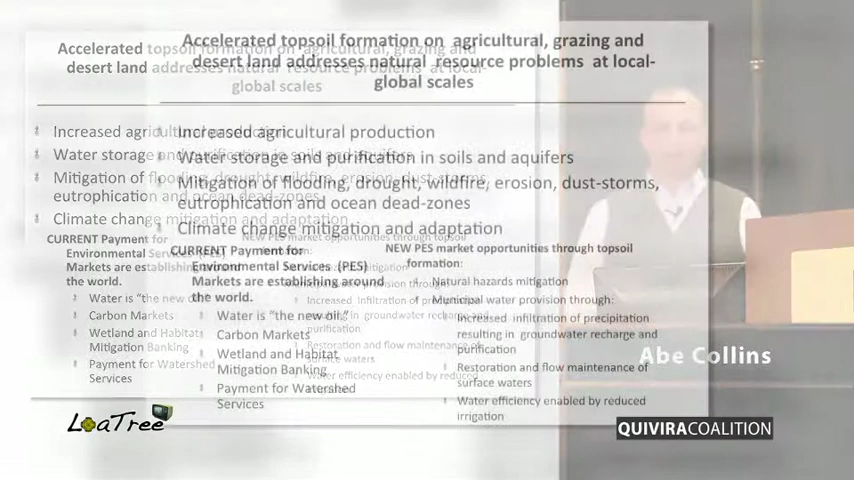 Accelerated topsoil formation on agricultural, grazing and
desert land addresses natural resource problems at local-
global scales
Increased agricultural production
Water storage and purification in soils and aquifers
Mitigation of flooding, drought, wildfire, erosion, dust-storms,
eutrophication and ocean dead-zones
Climate change mitigation and adaptation
CURRENT Payment for
Environmental Services (PES)
Markets are establishing around
the world.
Water is "the new oil"
Carbon Markets
Wetland and Habitat
Mitigation Banking
Payment for Watershed
Services
NEW PES market opportunities through topsoil
formation:
Natural hazards mitigation
Municipal water provision through:
Increased infiltration of precipitation
resulting in groundwater recharge and
purification
Restoration and flow maintenance of
surface waters
Water efficiency enabled by reduced
irrigation
Abe Collins
LoaTree
QUIVIRACOALITION